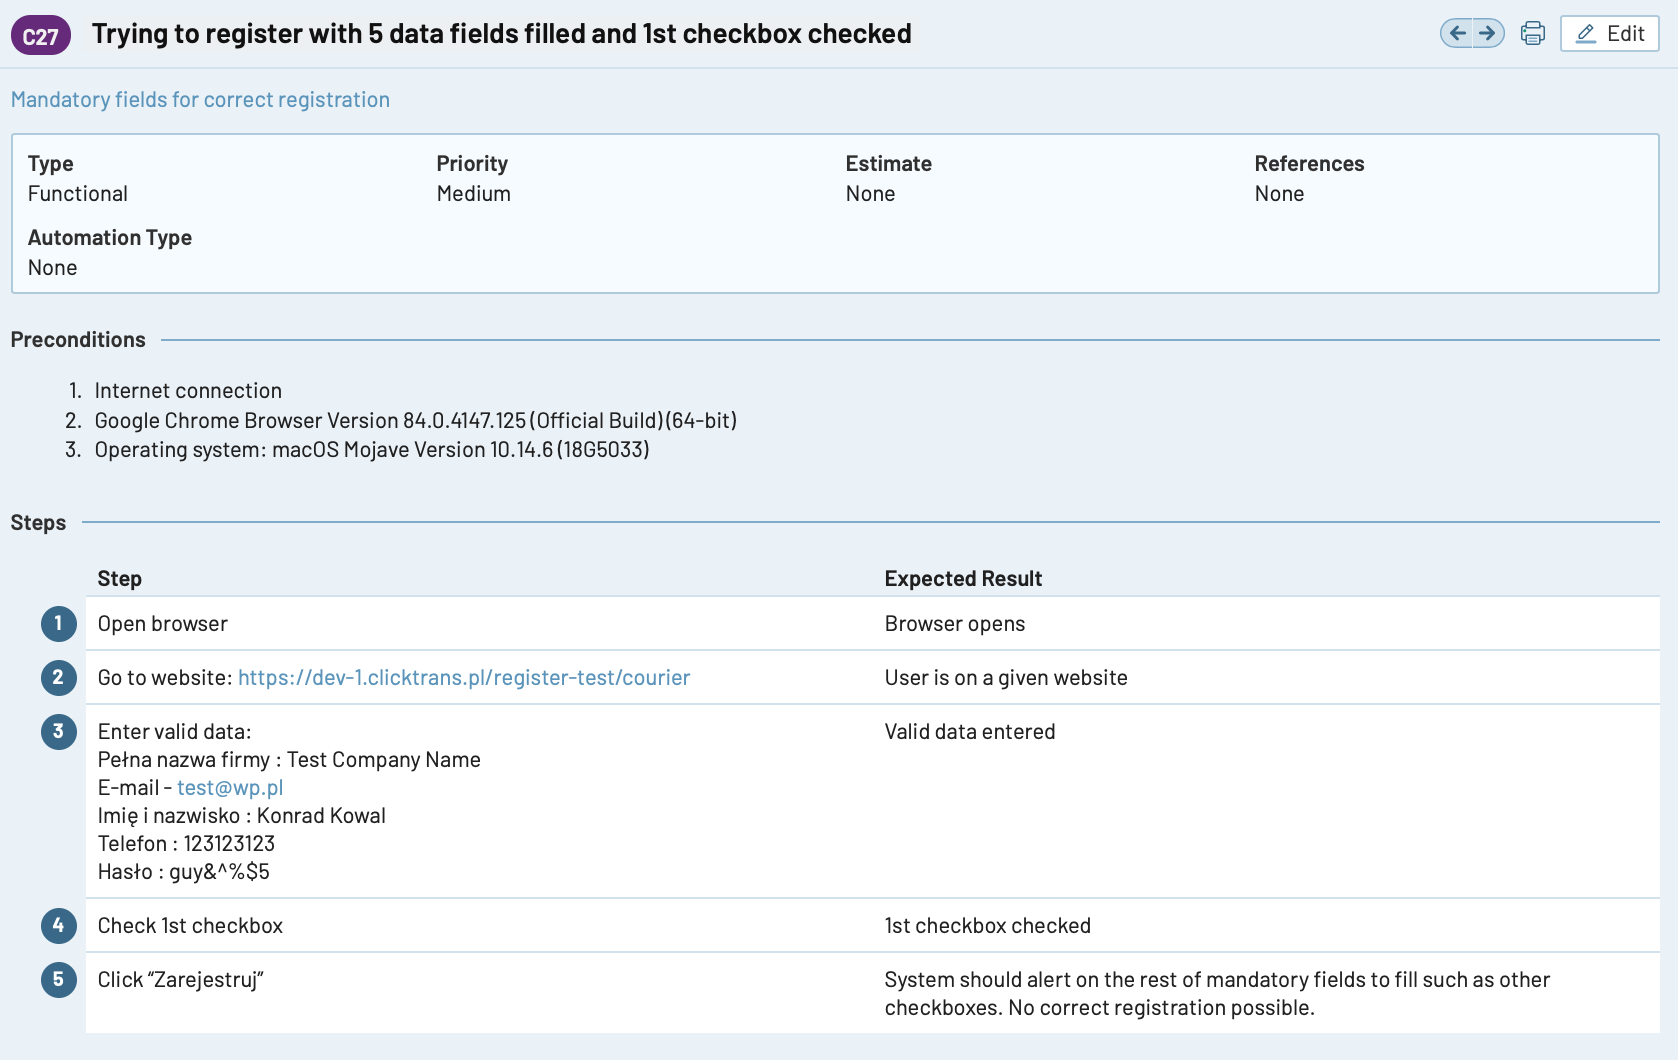 C27 Trying to register with 5 data fields filled and 1st checkbox checked Edit
Mandatory fields for correct registration
Type Priority Estimate References
Functional Medium None None
Automation Type
None
Preconditions
1. Internet connection
2. Google Chrome Browser Version 84.0.4147.125 (Official Build) (64-bit)
3. Operating system: macOS Mojave Version 10.14.6 (18G5033)
Steps
Step Expected Result
1 Open browser Browser opens
2 Go to website: https://dev-1.clicktrans.pl/register-test/courier User is on a given website
3 Enter valid data: Valid data entered
Pełna nazwa firmy : Test Company Name
E-mail - test@wp.pl
Imię i nazwisko : Konrad Kowal
Telefon : 123123123
Hasło : guy&^%$5
4 Check 1st checkbox 1st checkbox checked
5 Click “Zarejestruj” System should alert on the rest of mandatory fields to fill such as other
checkboxes. No correct registration possible.